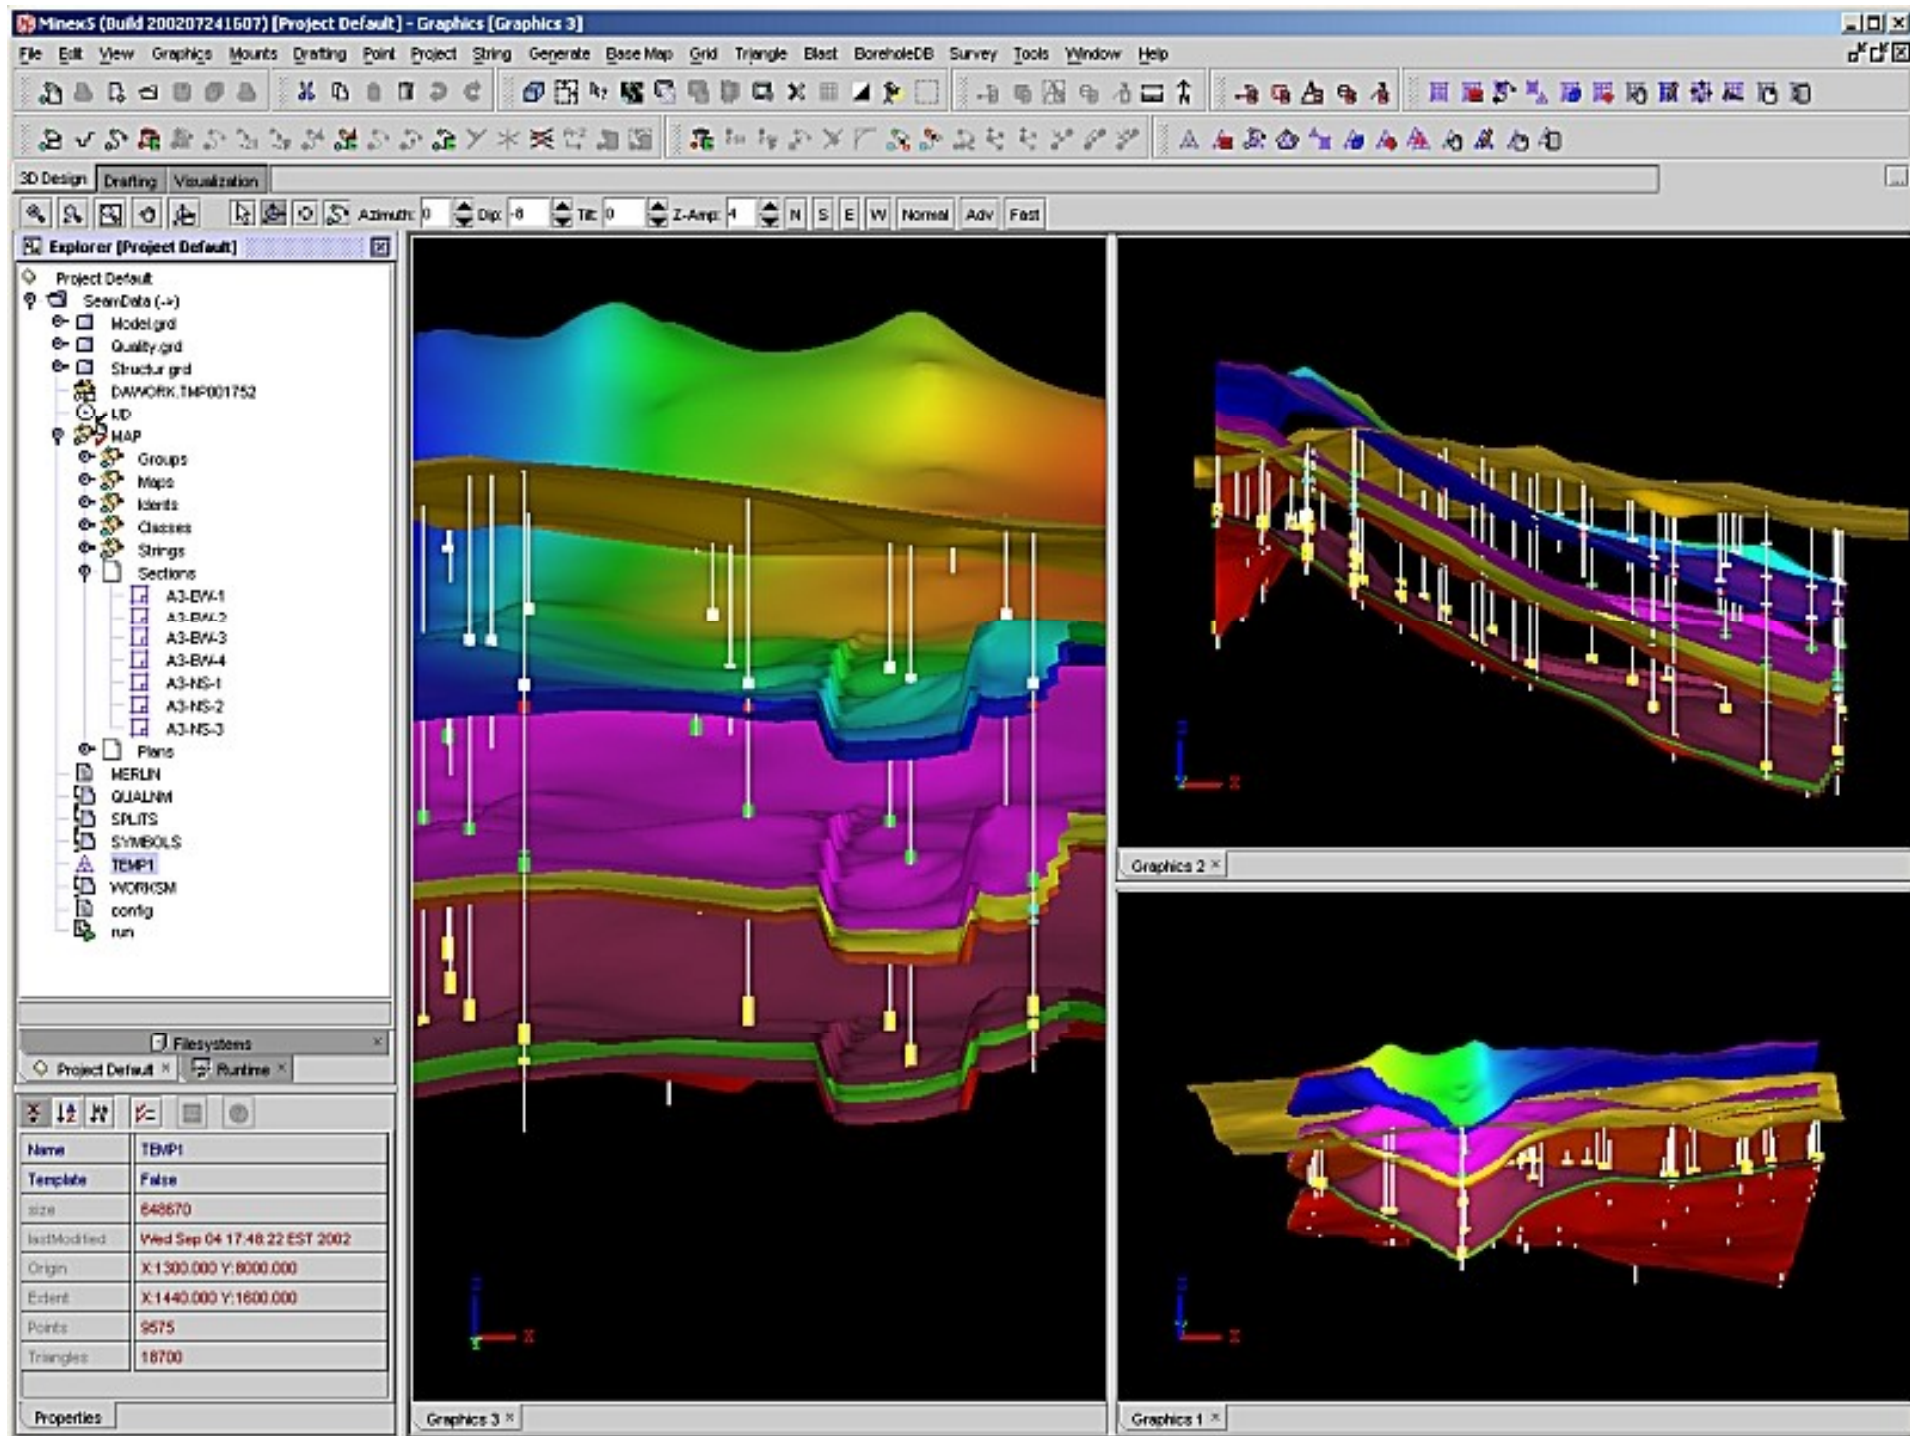 Minex5 (Build 200207241607) [Project Default] - Graphics [Graphics 3]
File Edit View Graphics Mounts Drafting Point Project String Generate Base Map Grid Triangle Blast BoreholeDB Survey Tools Window Help
3D Design Drafting Visualization
Azimuth: 0 Dip: -8 Tilt: 0 Z-Amp: 4 N S E W Normal Adv Fast
Explorer [Project Default]
Project Default
SeamData (->)
Model.grd
Quality.grd
Structur.grd
DAWORK.TMP001752
MAP
Groups
Maps
Idents
Classes
Strings
Sections
A3-EW-1
A3-EW-2
A3-EW-3
A3-EW-4
A3-NS-1
A3-NS-2
A3-NS-3
Plans
MERLIN
QUALNM
SPLITS
SYMBOLS
TEMP1
WORKSM
config
run
Filesystems
Project Default Runtime
Name TEMP1
Template False
size 648670
lastModified Wed Sep 04 17:48:22 EST 2002
Origin X:1300.000 Y:8000.000
Extent X:1440.000 Y:1600.000
Points 9575
Triangles 18700
Properties
X
Graphics 3
X
Graphics 2
X
Graphics 1